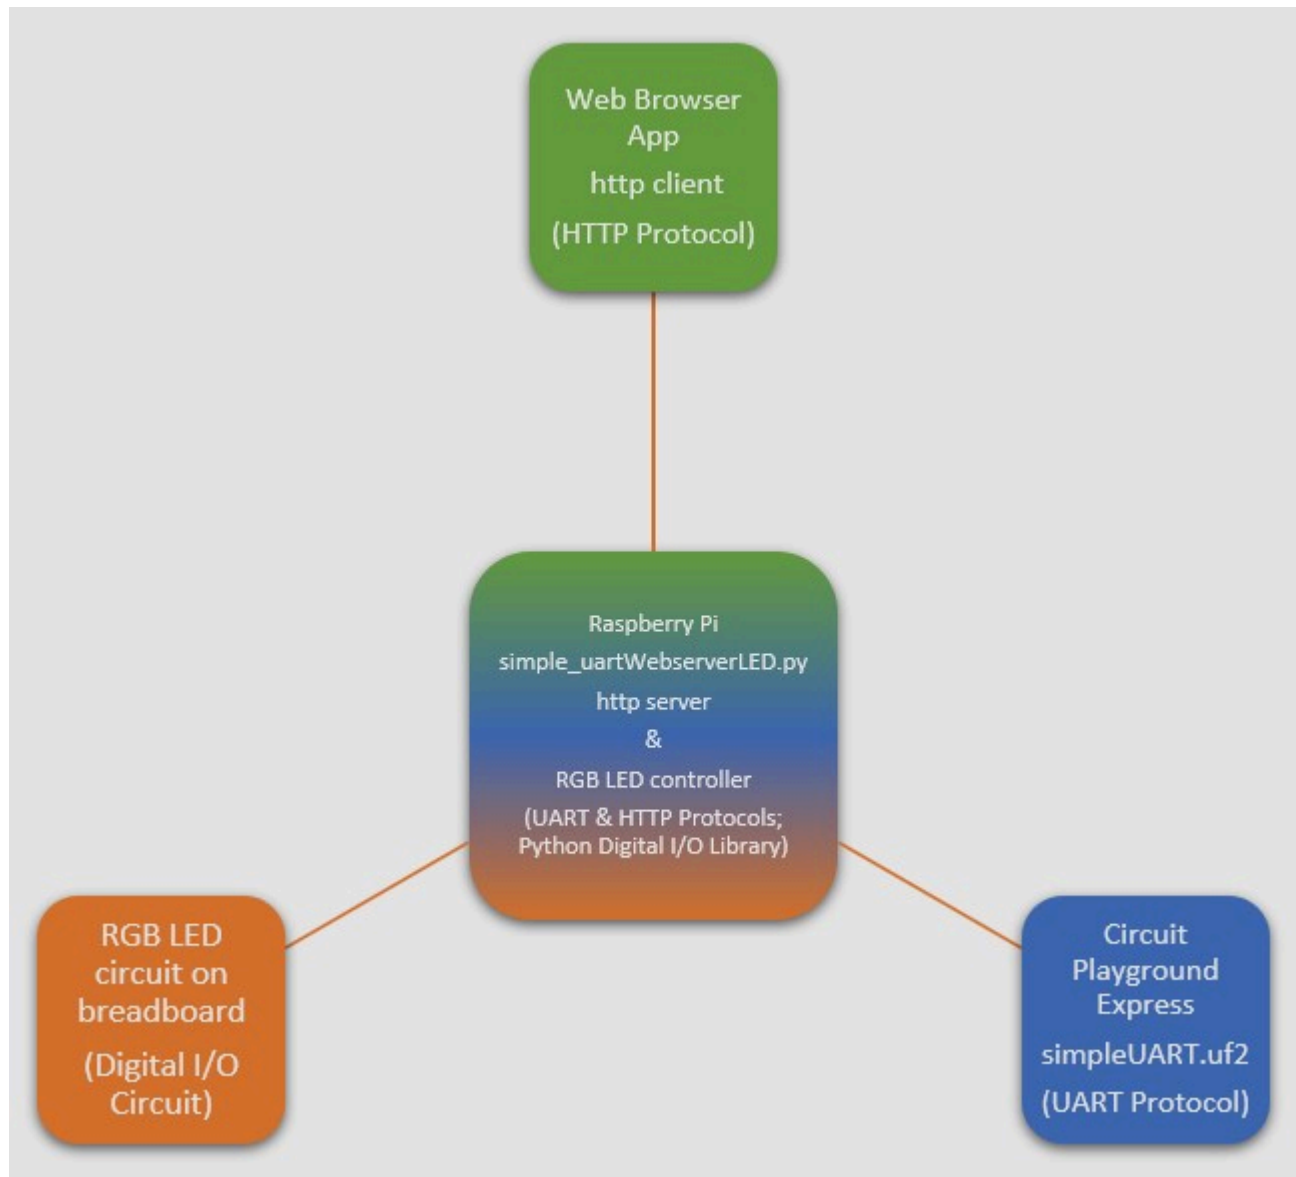 Web Browser
App
http client
(HTTP Protocol)
Raspberry Pi
simple_uartWebserverLED.py
http server
&
RGB LED controller
(UART & HTTP Protocols;
Python Digital I/O Library)
RGB LED
circuit on
breadboard
(Digital I/O
Circuit)
Circuit
Playground
Express
simpleUART.uf2
(UART Protocol)